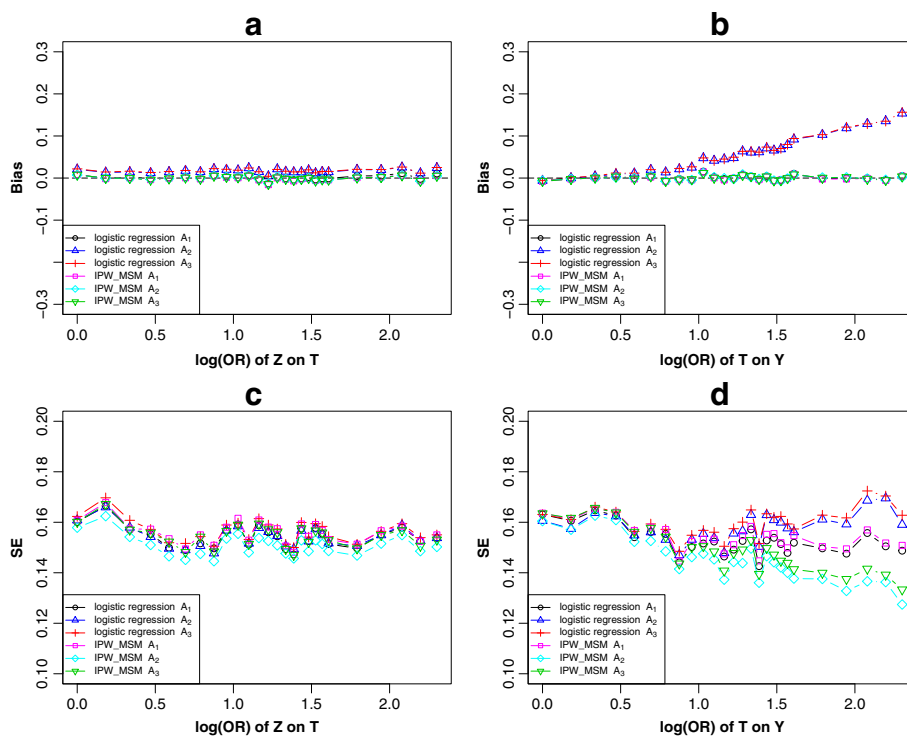 a
Bias
0.3
0.2
0.1
0.0
−0.1
−0.3
logistic regression A₁
logistic regression A₂
logistic regression A₃
IPW_MSM A₁
IPW_MSM A₂
IPW_MSM A₃
0.0 0.5 1.0 1.5 2.0
log(OR) of Z on T
b
Bias
0.3
0.2
0.1
0.0
−0.1
−0.3
logistic regression A₁
logistic regression A₂
logistic regression A₃
IPW_MSM A₁
IPW_MSM A₂
IPW_MSM A₃
0.0 0.5 1.0 1.5 2.0
log(OR) of T on Y
c
SE
0.20
0.18
0.16
0.14
0.12
0.10
logistic regression A₁
logistic regression A₂
logistic regression A₃
IPW_MSM A₁
IPW_MSM A₂
IPW_MSM A₃
0.0 0.5 1.0 1.5 2.0
log(OR) of Z on T
d
SE
0.20
0.18
0.16
0.14
0.12
0.10
logistic regression A₁
logistic regression A₂
logistic regression A₃
IPW_MSM A₁
IPW_MSM A₂
IPW_MSM A₃
0.0 0.5 1.0 1.5 2.0
log(OR) of T on Y